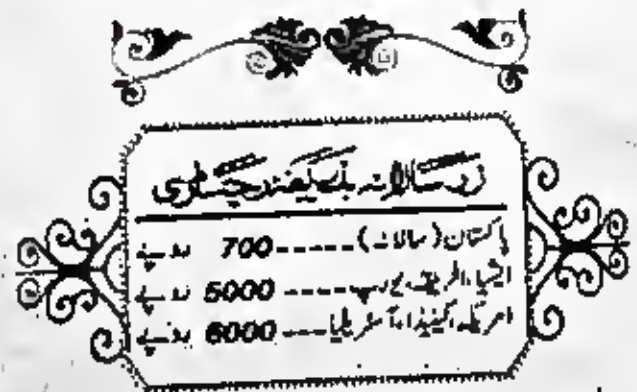 زر سالانہ بذریعہ رجسٹری
پاکستان (سالانہ)-----700 روپے
ایشیا، افریقہ، یورپ----5000 روپے
امریکہ، کینیڈا، آسٹریلیا---6000 روپے